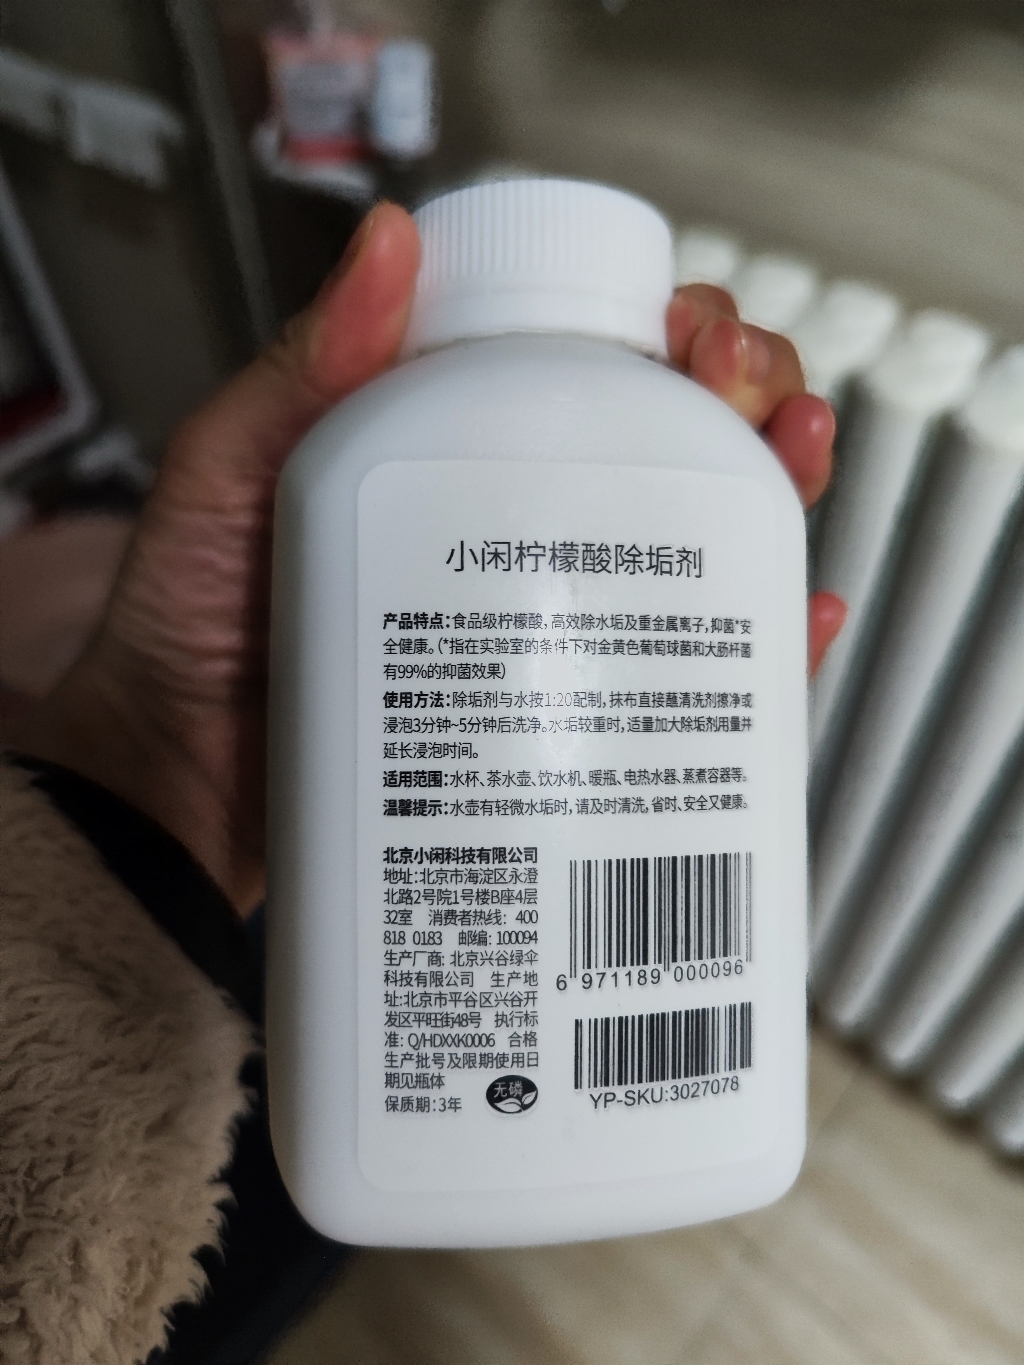 小闲柠檬酸除垢剂
产品特点:食品级柠檬酸,高效除水垢及重金属离子,抑菌*安
全健康。(*指在实验室的条件下对金黄色葡萄球菌和大肠杆菌
有99%的抑菌效果)
使用方法:除垢剂与水按1:20配制,抹布直接蘸清洗剂擦净或
浸泡3分钟~5分钟后洗净。水垢较重时,适量加大除垢剂用量并
延长浸泡时间。
适用范围:水杯、茶水壶、饮水机、暖瓶、电热水器、蒸煮容器等。
温馨提示:水壶有轻微水垢时,请及时清洗,省时、安全又健康。
北京小闲科技有限公司
地址:北京市海淀区永澄
北路2号院1号楼B座4层
32室 消费者热线: 400
818 0183 邮编: 100094
生产厂商: 北京兴谷绿伞
科技有限公司 生产地
址:北京市平谷区兴谷开
发区平旺街48号 执行标
准: Q/HDXXK0006 合格
生产批号及限期使用日
期见瓶体
保质期:3年
无磷
6 971189 000096
YP-SKU:3027078